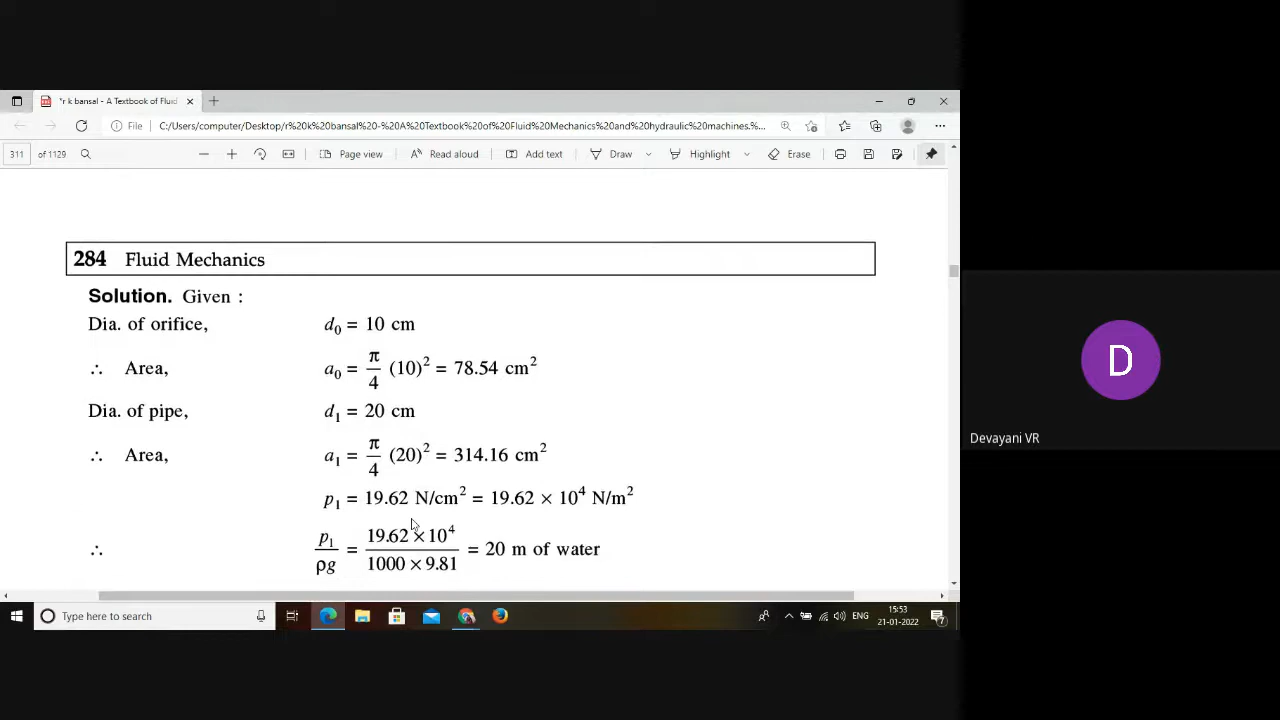 *r k bansal - A Textbook of Fluid
File C:/Users/computer/Desktop/r%20k%20bansal%20-%20A%20Textbook%20of%20Fluid%20Mechanics%20and%20hydraulic%20machines.%...
311 of 1129 Page view Read aloud Add text Draw Highlight Erase
284 Fluid Mechanics
Solution. Given :
Dia. of orifice, d₀ = 10 cm
∴ Area, a₀ = π/4 (10)² = 78.54 cm²
Dia. of pipe, d₁ = 20 cm
∴ Area, a₁ = π/4 (20)² = 314.16 cm²
p₁ = 19.62 N/cm² = 19.62 × 10⁴ N/m²
∴ p₁/ρg = 19.62 × 10⁴/1000 × 9.81 = 20 m of water
D
Devayani VR
Type here to search
ENG
15:53
21-01-2022
7